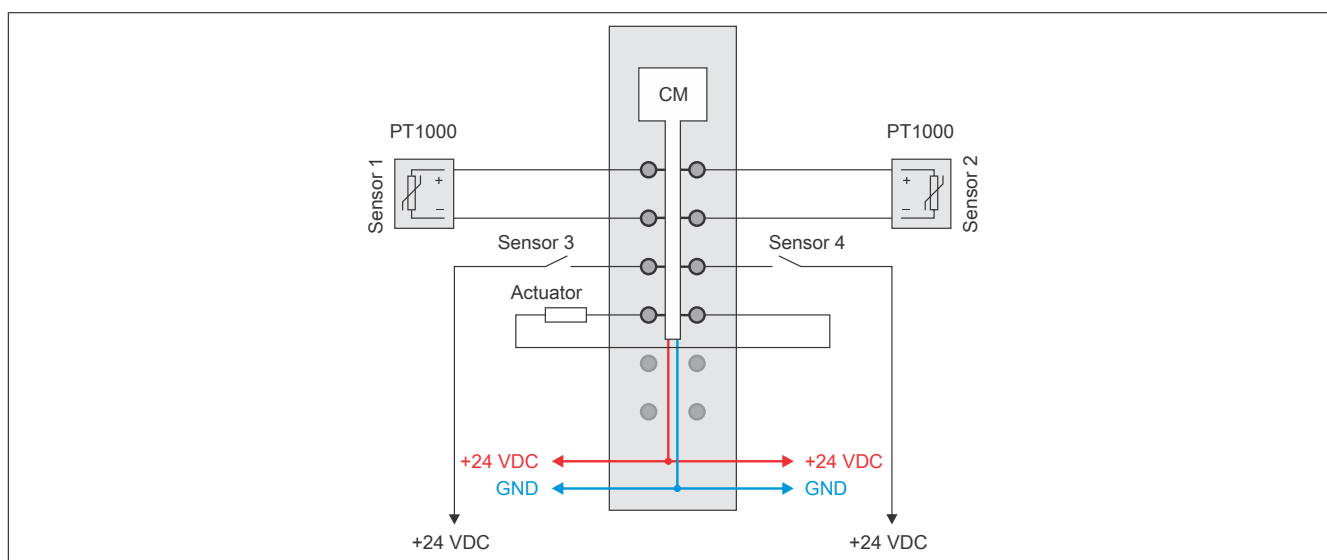 CM
PT1000
PT1000
Sensor 1
+
−
+
−
Sensor 2
Sensor 3
Sensor 4
Actuator
+24 VDC
+24 VDC
GND
GND
+24 VDC
+24 VDC